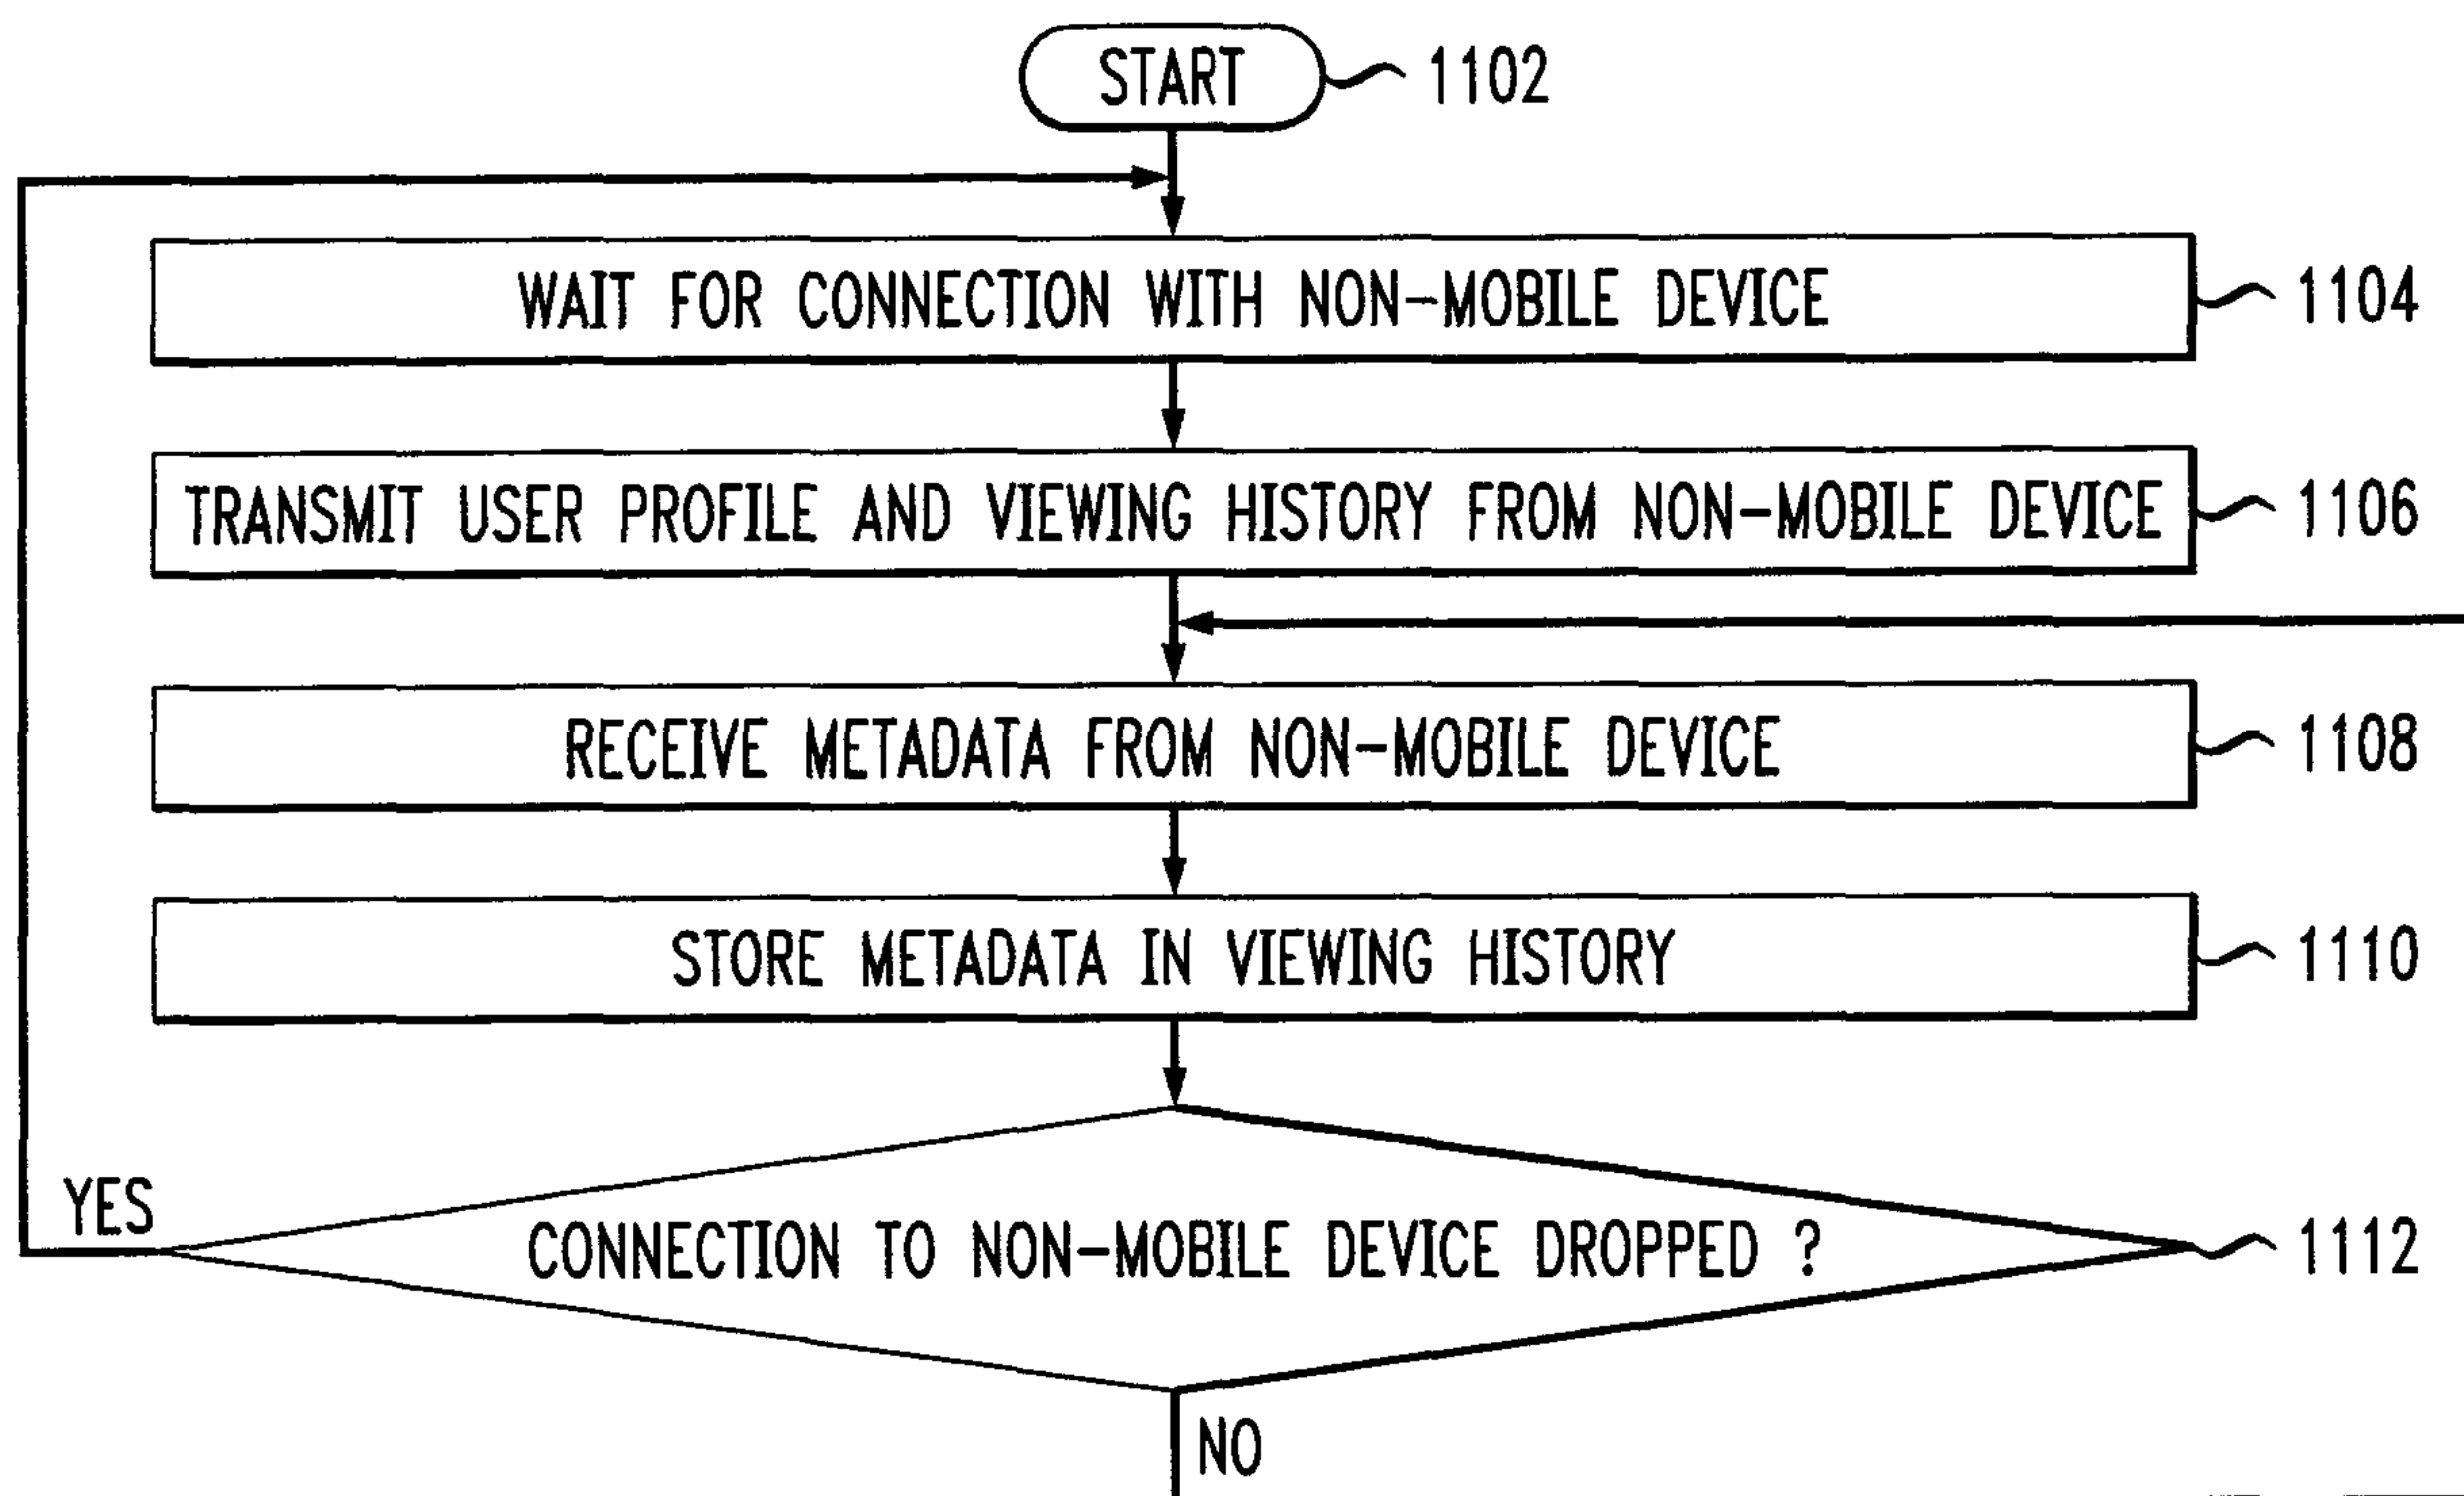 START 1102
WAIT FOR CONNECTION WITH NON-MOBILE DEVICE 1104
TRANSMIT USER PROFILE AND VIEWING HISTORY FROM NON-MOBILE DEVICE 1106
RECEIVE METADATA FROM NON-MOBILE DEVICE 1108
STORE METADATA IN VIEWING HISTORY 1110
YES
CONNECTION TO NON-MOBILE DEVICE DROPPED ? 1112
NO